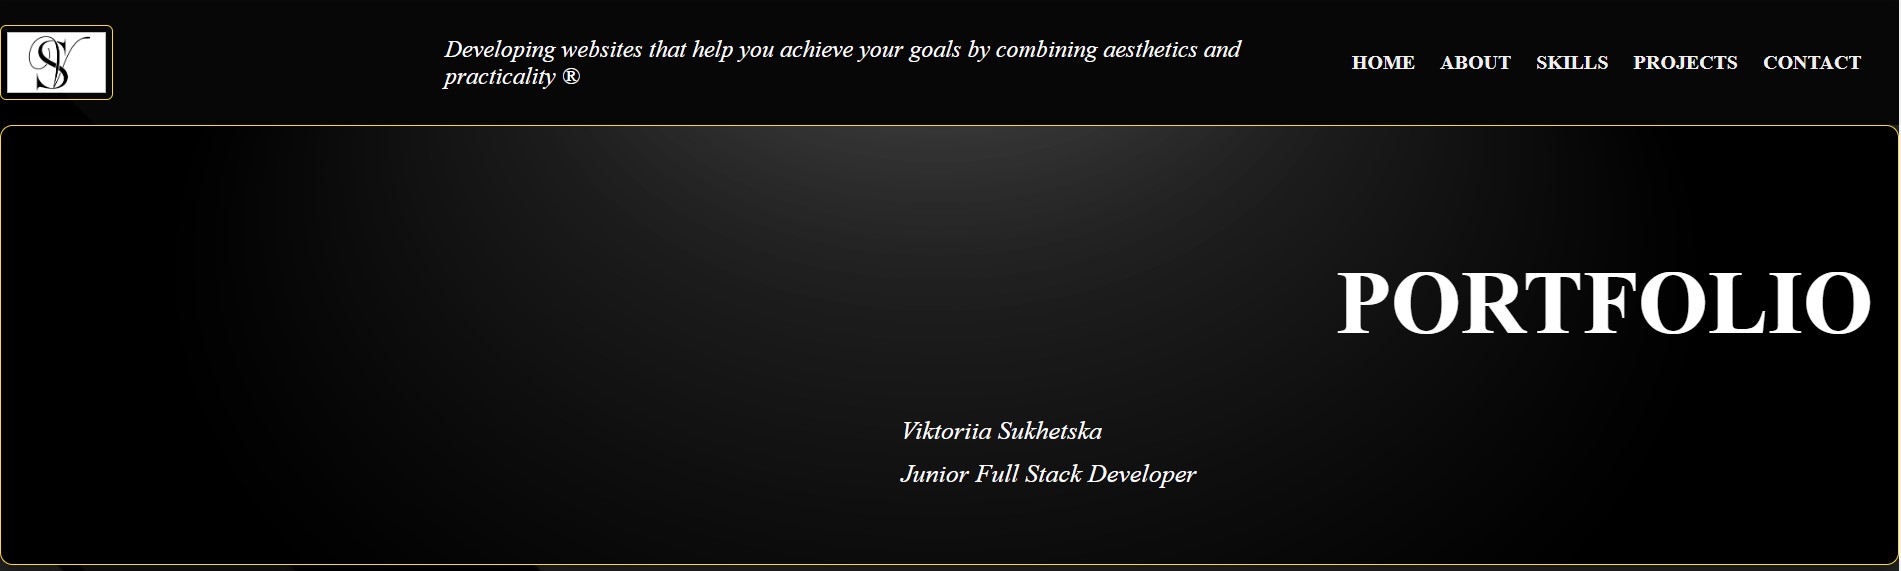 SV
Developing websites that help you achieve your goals by combining aesthetics and
practicality ®
HOME ABOUT SKILLS PROJECTS CONTACT
PORTFOLIO
Viktoriia Sukhetska
Junior Full Stack Developer